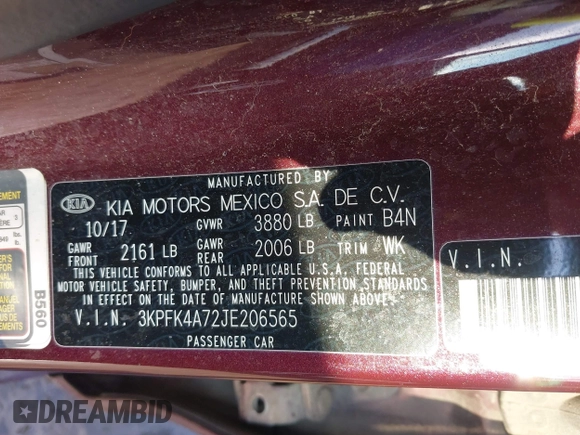 MANUFACTURED BY
KIA KIA MOTORS MEXICO S.A. DE C.V.
10/17 GVWR 3880 LB PAINT B4N
GAWR FRONT 2161 LB GAWR REAR 2006 LB TRIM WK
THIS VEHICLE CONFORMS TO ALL APPLICABLE U.S.A. FEDERAL
MOTOR VEHICLE SAFETY, BUMPER, AND THEFT PREVENTION STANDARDS
IN EFFECT ON THE DATE OF MANUFACTURE SHOWN ABOVE.
V.I.N. 3KPFK4A72JE206565
PASSENGER CAR
V.I.N.
B560
DREAMBID